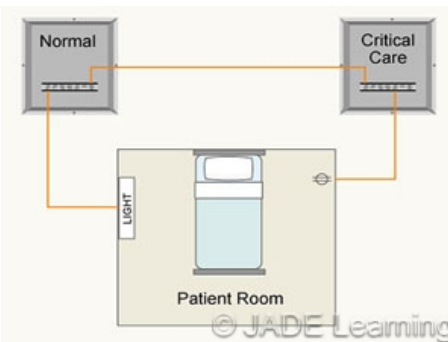 Normal
Critical
Care
LIGHT
Patient Room
© JADE Learning